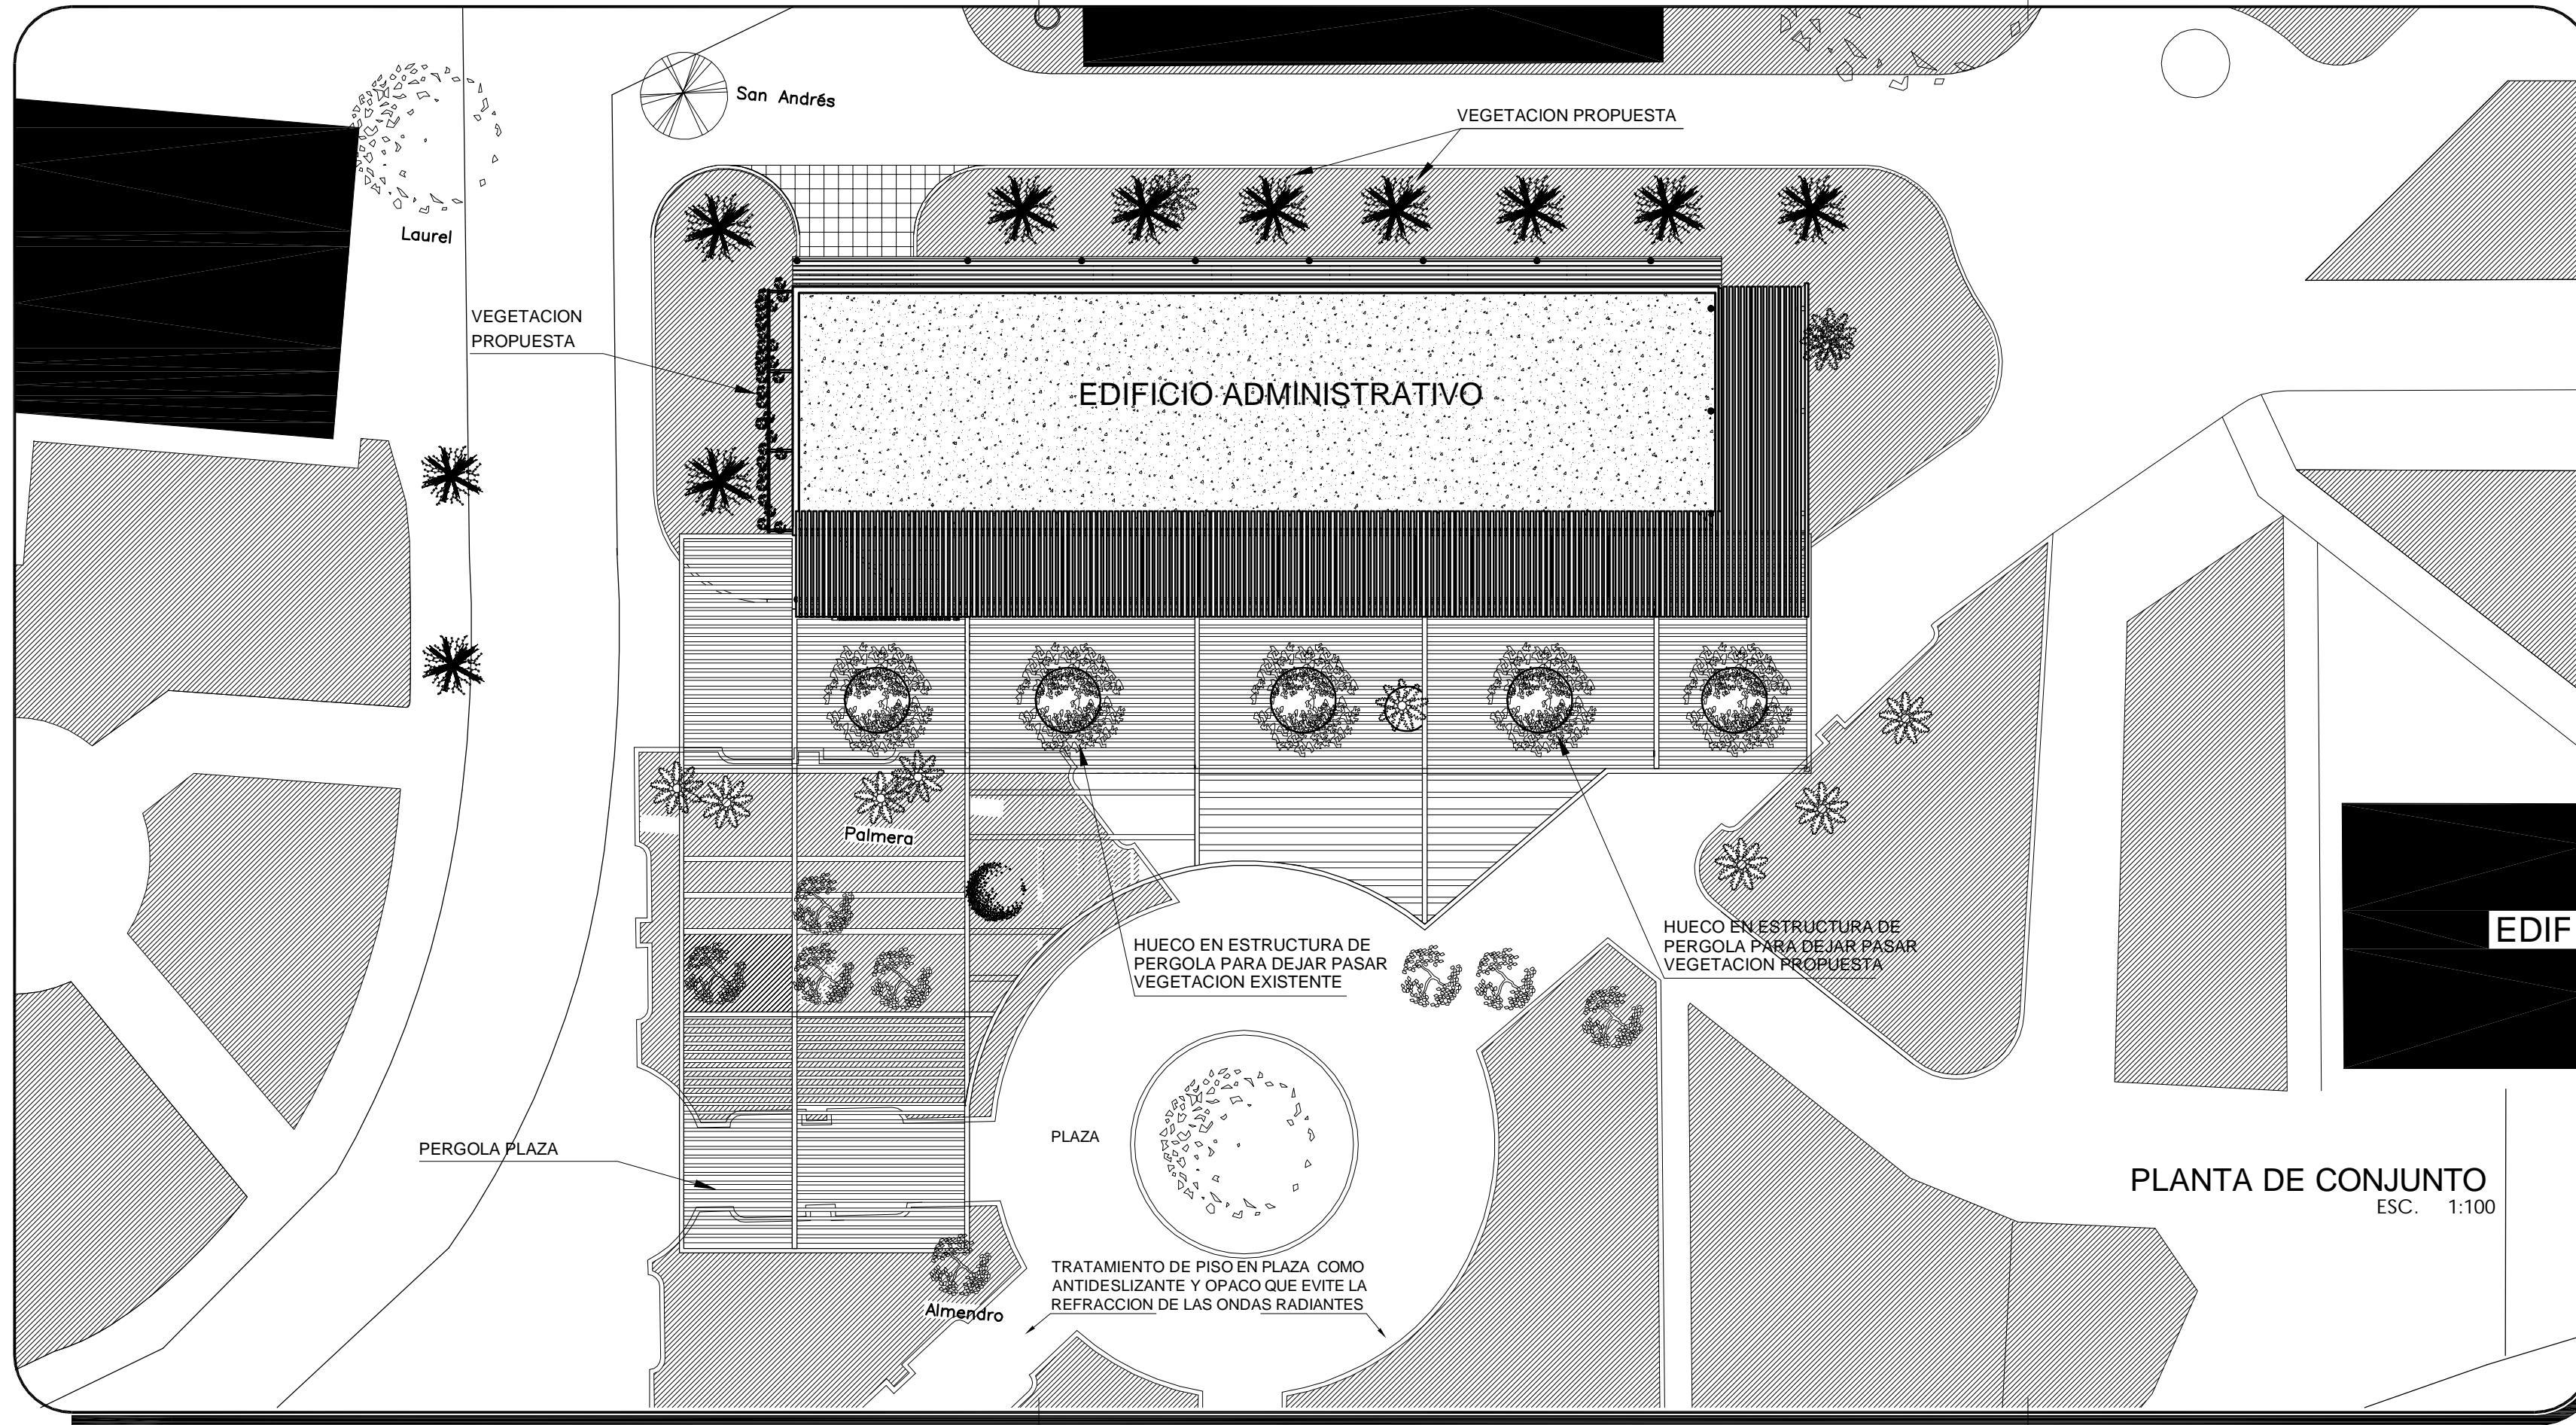 San Andrés
VEGETACION PROPUESTA
Laurel
VEGETACION
PROPUESTA
EDIFICIO ADMINISTRATIVO
Palmera
HUECO EN ESTRUCTURA DE
PERGOLA PARA DEJAR PASAR
VEGETACION EXISTENTE
HUECO EN ESTRUCTURA DE
PERGOLA PARA DEJAR PASAR
VEGETACION PROPUESTA
EDIF
PERGOLA PLAZA
PLAZA
PLANTA DE CONJUNTO
ESC. 1:100
TRATAMIENTO DE PISO EN PLAZA COMO
ANTIDESLIZANTE Y OPACO QUE EVITE LA
REFRACCION DE LAS ONDAS RADIANTES
Almendro